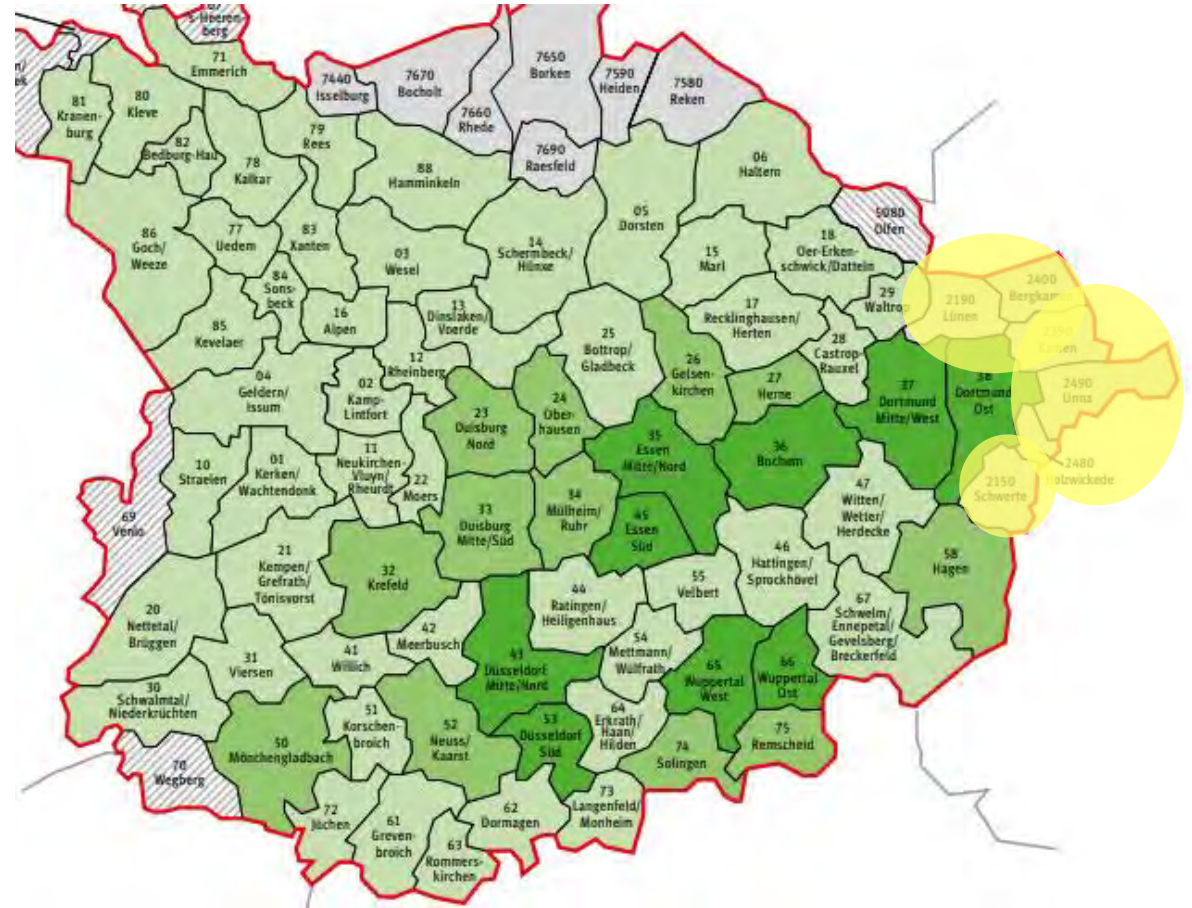 's-Heeren-
berg
71
Emmerich
7440
Isselburg
7670
Bocholt
7650
Borken
7590
Heiden
7580
Reken
81
Kranen-
burg
80
Kleve
82
Bedburg-Hau
79
Rees
7660
Rhede
7690
Raesfeld
78
Kalkar
88
Hamminkeln
06
Haltern
05
Dorsten
5080
Olfen
86
Goch/
Weeze
77
Uedem
83
Xanten
03
Wesel
14
Schermbeck/
Hünxe
15
Marl
18
Oer-Erken-
schwick/Datteln
84
Sons-
beck
16
Alpen
13
Dinslaken/
Voerde
29
Waltrop
2190
Lünen
2400
Bergkamen
85
Kevelaer
17
Recklinghausen/
Herten
25
Bottrop/
Gladbeck
28
Castrop-
Rauxel
Kamen
12
Rheinberg
04
Geldern/
Issum
02
Kamp-
Lintfort
26
Gelsen-
kirchen
27
Herne
37
Dortmund
Mitte/West
38
Dortmund
Ost
2490
Unna
23
Duisburg
Nord
24
Ober-
hausen
35
Essen
Mitte/Nord
36
Bochum
10
Straelen
01
Kerken/
Wachtendonk
11
Neukirchen-
Vluyn/
Rheurdt
22
Moers
2480
Holzwickede
2150
Schwerte
47
Witten/
Wetter/
Herdecke
69
Venlo
33
Duisburg
Mitte/Süd
34
Mülheim/
Ruhr
45
Essen
Süd
21
Kempen/
Grefrath/
Tönisvorst
32
Krefeld
46
Hattingen/
Sprockhövel
58
Hagen
44
Ratingen/
Heiligenhaus
55
Velbert
20
Nettetal/
Brüggen
42
Meerbusch
67
Schwelm/
Ennepetal/
Gevelsberg/
Breckerfeld
31
Viersen
41
Willich
54
Mettmann/
Wülfrath
43
Düsseldorf
Mitte/Nord
65
Wuppertal
West
66
Wuppertal
Ost
30
Schwalmtal/
Niederkrüchten
51
Korschen-
broich
52
Neuss/
Kaarst
53
Düsseldorf
Süd
64
Erkrath/
Haan/
Hilden
50
Mönchengladbach
74
Solingen
75
Remscheid
70
Wegberg
72
Jüchen
61
Greven-
broich
62
Dormagen
73
Langenfeld/
Monheim
63
Rommers-
kirchen